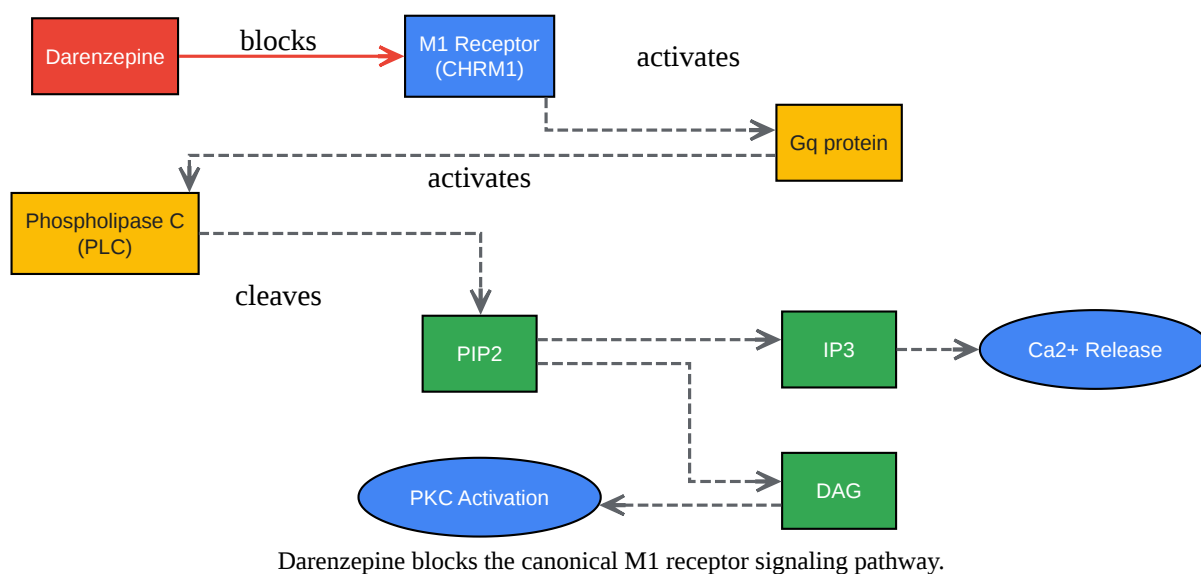 Darenzepine
blocks
M1 Receptor
(CHRM1)
activates
Gq protein
activates
Phospholipase C
(PLC)
cleaves
PIP2
IP3
Ca2+ Release
PKC Activation
DAG
Darenzepine blocks the canonical M1 receptor signaling pathway.